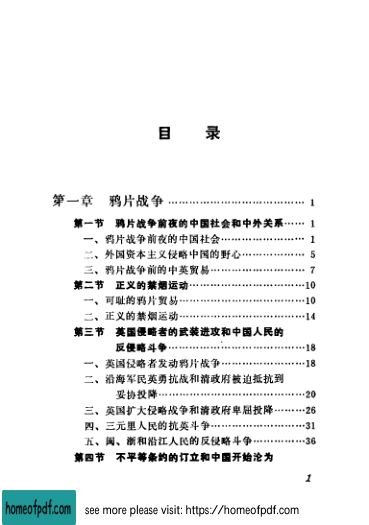 目 录
第一章 鸦片战争 …………………………………… 1
第一节 鸦片战争前夜的中国社会和中外关系…… 1
一、鸦片战争前夜的中国社会…………………… 1
二、外国资本主义侵略中国的野心……………… 5
三、鸦片战争前的中英贸易……………………… 7
第二节 正义的禁烟运动……………………………10
一、可耻的鸦片贸易………………………………10
二、正义的禁烟运动………………………………14
第三节 英国侵略者的武装进攻和中国人民的
反侵略斗争…………………………………18
一、英国侵略者发动鸦片战争……………………18
二、沿海军民英勇抗战和清政府被迫抵抗到
妥协投降……………………………………20
三、英国扩大侵略战争和清政府卑屈投降………26
四、三元里人民的抗英斗争………………………31
五、闽、浙和沿江人民的反侵略斗争……………36
第四节 不平等条约的订立和中国开始沦为
1
homeofpdf.com
see more please visit: https://homeofpdf.com